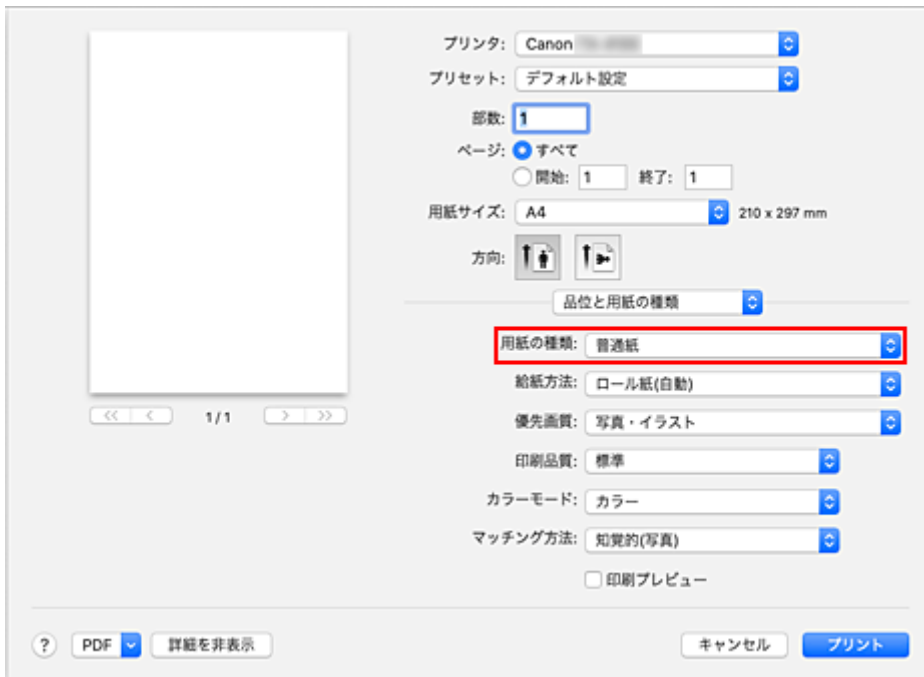 プリンタ: Canon
プリセット: デフォルト設定
部数: 1
ページ: すべて
開始: 1 終了: 1
用紙サイズ: A4 210 x 297 mm
方向:
品位と用紙の種類
用紙の種類: 普通紙
給紙方法: ロール紙(自動)
<< < 1/1 > >>
優先画質: 写真・イラスト
印刷品質: 標準
カラーモード: カラー
マッチング方法: 知覚的(写真)
印刷プレビュー
? PDF 詳細を非表示 キャンセル プリント